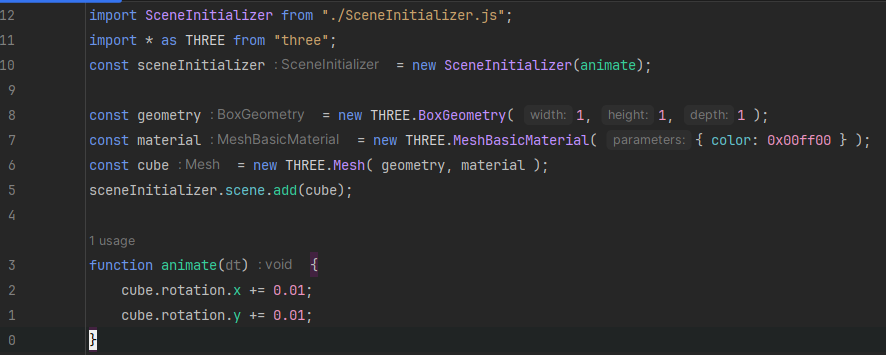 12 import SceneInitializer from "./SceneInitializer.js";
11 import * as THREE from "three";
10 const sceneInitializer : SceneInitializer = new SceneInitializer(animate);
9
8 const geometry : BoxGeometry = new THREE.BoxGeometry( width: 1, height: 1, depth: 1 );
7 const material : MeshBasicMaterial = new THREE.MeshBasicMaterial( parameters: { color: 0x00ff00 } );
6 const cube : Mesh = new THREE.Mesh( geometry, material );
5 sceneInitializer.scene.add(cube);
4
1 usage
3 function animate(dt) : void {
2     cube.rotation.x += 0.01;
1     cube.rotation.y += 0.01;
0 }